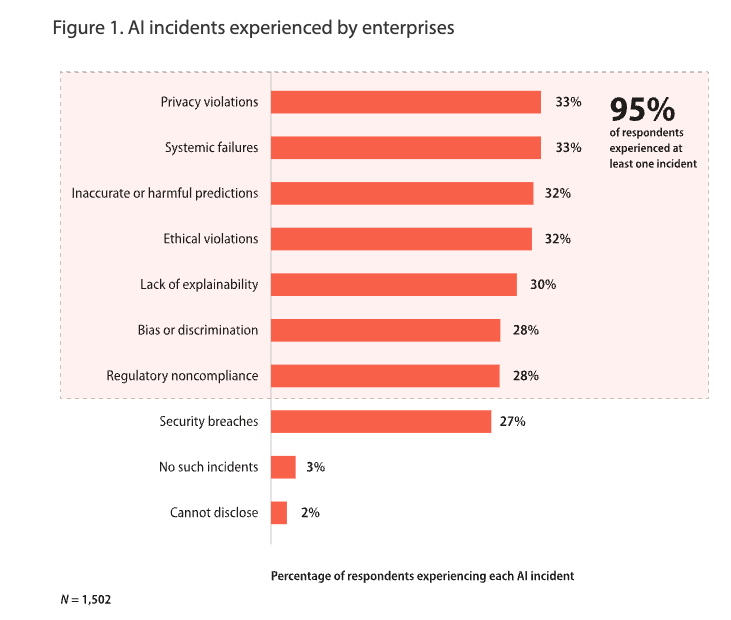 Figure 1. AI incidents experienced by enterprises
Privacy violations 33%
95%
of respondents
experienced at
least one incident
Systemic failures 33%
Inaccurate or harmful predictions 32%
Ethical violations 32%
Lack of explainability 30%
Bias or discrimination 28%
Regulatory noncompliance 28%
Security breaches 27%
No such incidents 3%
Cannot disclose 2%
Percentage of respondents experiencing each AI incident
N = 1,502